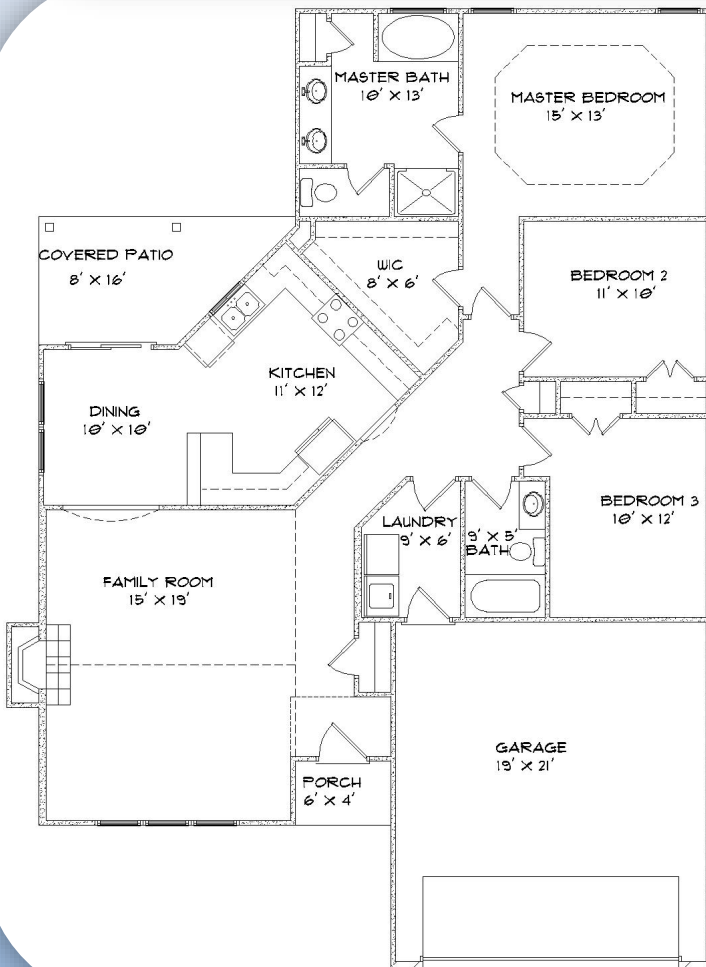 MASTER BATH
10' X 13'
MASTER BEDROOM
15' X 13'
COVERED PATIO
8' X 16'
WIC
8' X 6'
BEDROOM 2
11' X 10'
KITCHEN
11' X 12'
DINING
10' X 10'
BEDROOM 3
10' X 12'
LAUNDRY
9' X 6'
9' X 5'
BATH
FAMILY ROOM
15' X 19'
GARAGE
19' X 21'
PORCH
6' X 4'